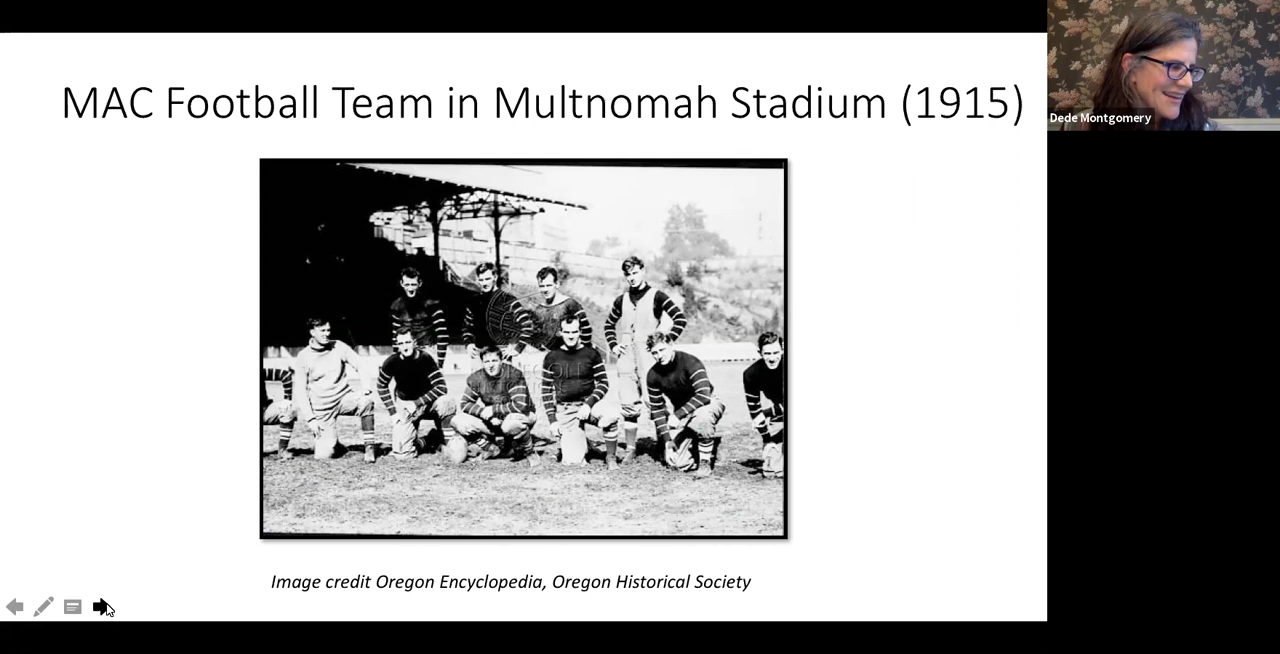 MAC Football Team in Multnomah Stadium (1915)
Dede Montgomery
Image credit Oregon Encyclopedia, Oregon Historical Society